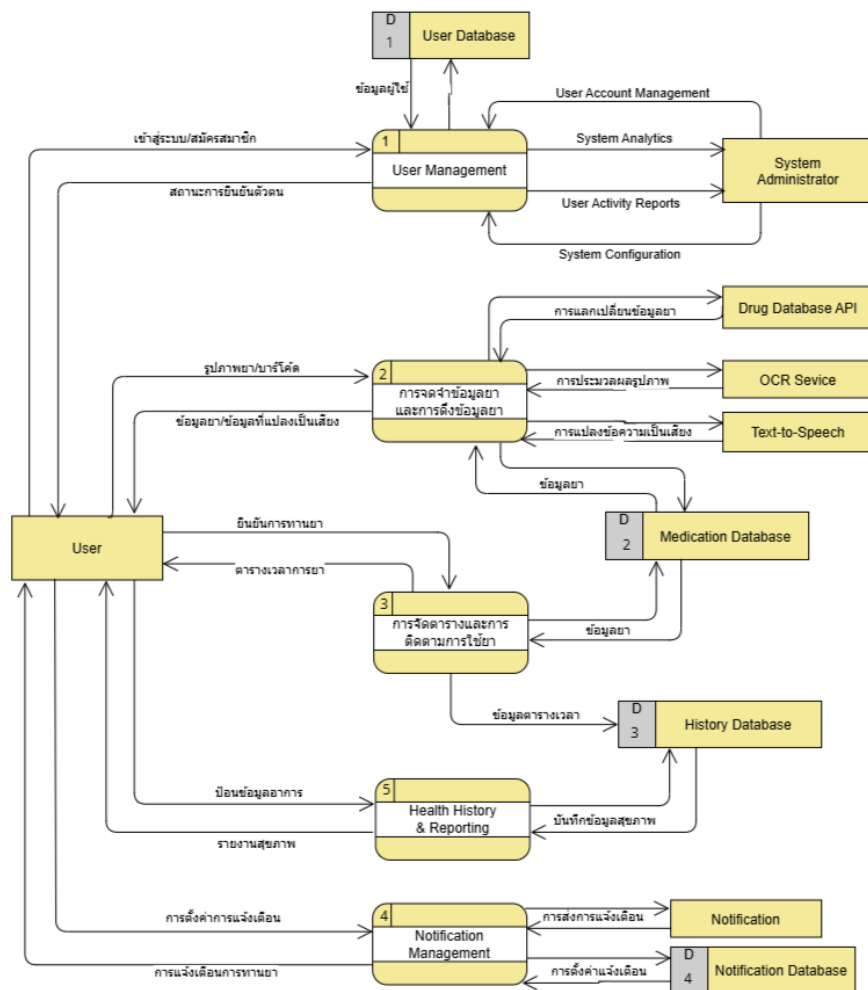 D
1
User Database
ข้อมูลผู้ใช้
User Account Management
เข้าสู่ระบบ/สมัครสมาชิก
1
User Management
System Analytics
System
Administrator
สถานะการยืนยันตัวตน
User Activity Reports
System Configuration
Drug Database API
การแลกเปลี่ยนข้อมูลยา
รูปภาพยา/บาร์โค้ด
2
การจดจำข้อมูลยา
และการดึงข้อมูลยา
การประมวลผลรูปภาพ
OCR Sevice
ข้อมูลยา/ข้อมูลที่แปลงเป็นเสียง
การแปลงข้อความเป็นเสียง
Text-to-Speech
ข้อมูลยา
D
2
Medication Database
User
ยืนยันการทานยา
ตารางเวลาการยา
3
การจัดตารางและการ
ติดตามการใช้ยา
ข้อมูลยา
ข้อมูลตารางเวลา
D
3
History Database
ป้อนข้อมูลอาการ
5
Health History
& Reporting
บันทึกข้อมูลสุขภาพ
รายงานสุขภาพ
การตั้งค่าการแจ้งเตือน
4
Notification
Management
การส่งการแจ้งเตือน
Notification
การแจ้งเตือนการทานยา
การตั้งค่าแจ้งเตือน
D
4
Notification Database